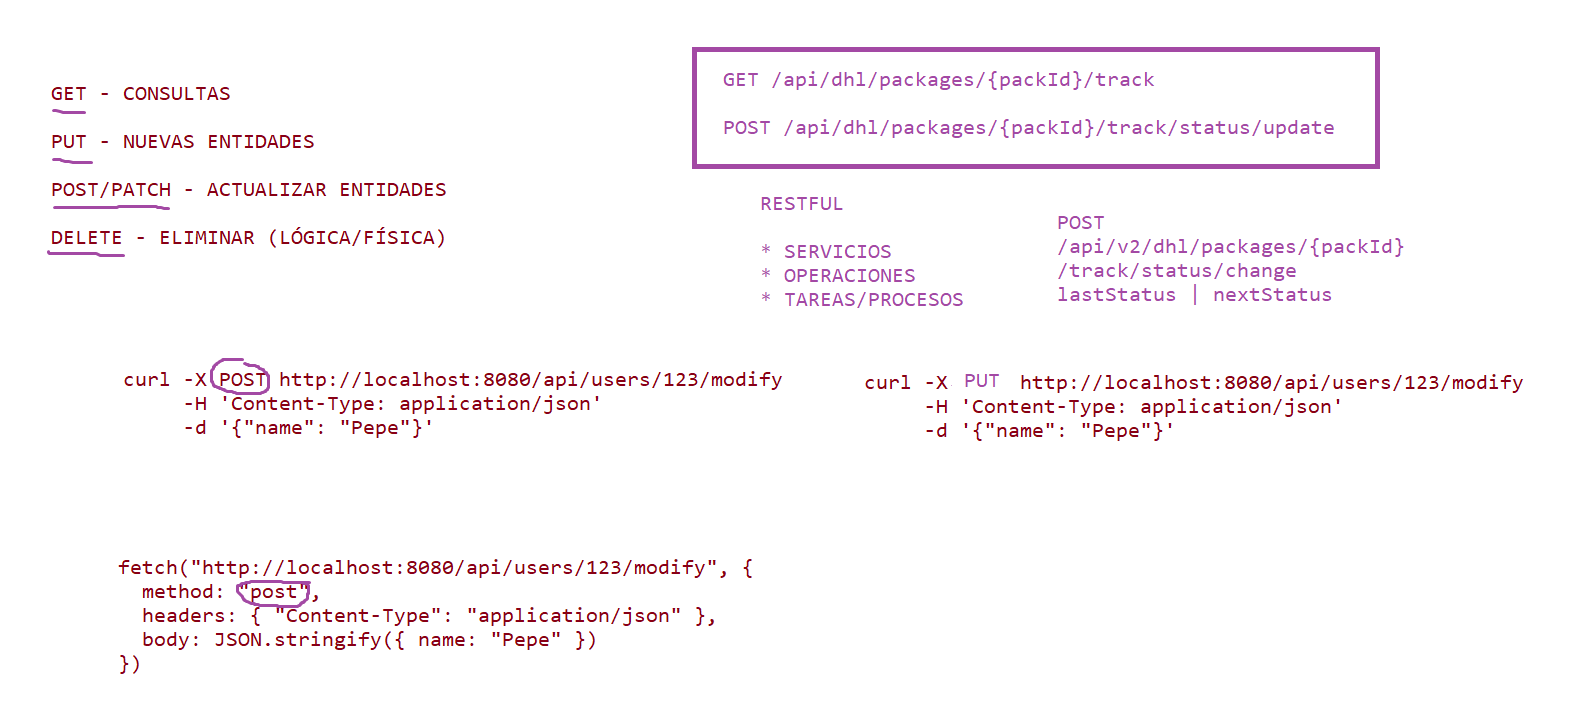 GET - CONSULTAS
PUT - NUEVAS ENTIDADES
POST/PATCH - ACTUALIZAR ENTIDADES
DELETE - ELIMINAR (LÓGICA/FÍSICA)
GET /api/dhl/packages/{packId}/track
POST /api/dhl/packages/{packId}/track/status/update
RESTFUL
* SERVICIOS
* OPERACIONES
* TAREAS/PROCESOS
POST
/api/v2/dhl/packages/{packId}
/track/status/change
lastStatus | nextStatus
curl -X POST http://localhost:8080/api/users/123/modify
-H 'Content-Type: application/json'
-d '{"name": "Pepe"}'
curl -X PUT http://localhost:8080/api/users/123/modify
-H 'Content-Type: application/json'
-d '{"name": "Pepe"}'
fetch("http://localhost:8080/api/users/123/modify", {
method: "post",
headers: { "Content-Type": "application/json" },
body: JSON.stringify({ name: "Pepe" })
})